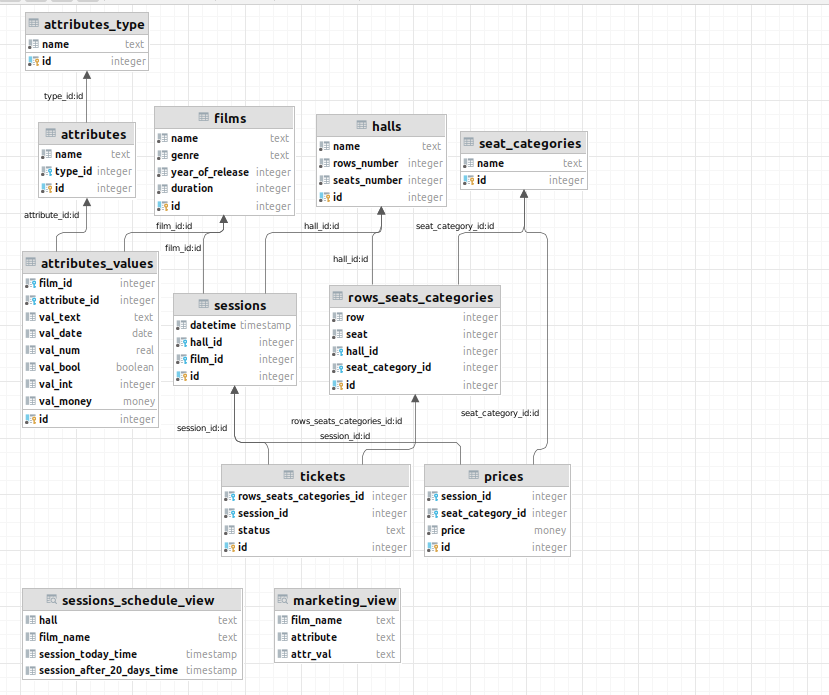 attributes_type
name text
id integer
type_id:id
attributes
name text
type_id integer
id integer
films
name text
genre text
year_of_release integer
duration integer
id integer
halls
name text
rows_number integer
seats_number integer
id integer
seat_categories
name text
id integer
attribute_id:id
film_id:id
film_id:id
hall_id:id
hall_id:id
seat_category_id:id
attributes_values
film_id integer
attribute_id integer
val_text text
val_date date
val_num real
val_bool boolean
val_int integer
val_money money
id integer
sessions
datetime timestamp
hall_id integer
film_id integer
id integer
rows_seats_categories
row integer
seat integer
hall_id integer
seat_category_id integer
id integer
session_id:id
rows_seats_categories_id:id
session_id:id
seat_category_id:id
tickets
rows_seats_categories_id integer
session_id integer
status text
id integer
prices
session_id integer
seat_category_id integer
price money
id integer
sessions_schedule_view
hall text
film_name text
session_today_time timestamp
session_after_20_days_time timestamp
marketing_view
film_name text
attribute text
attr_val text